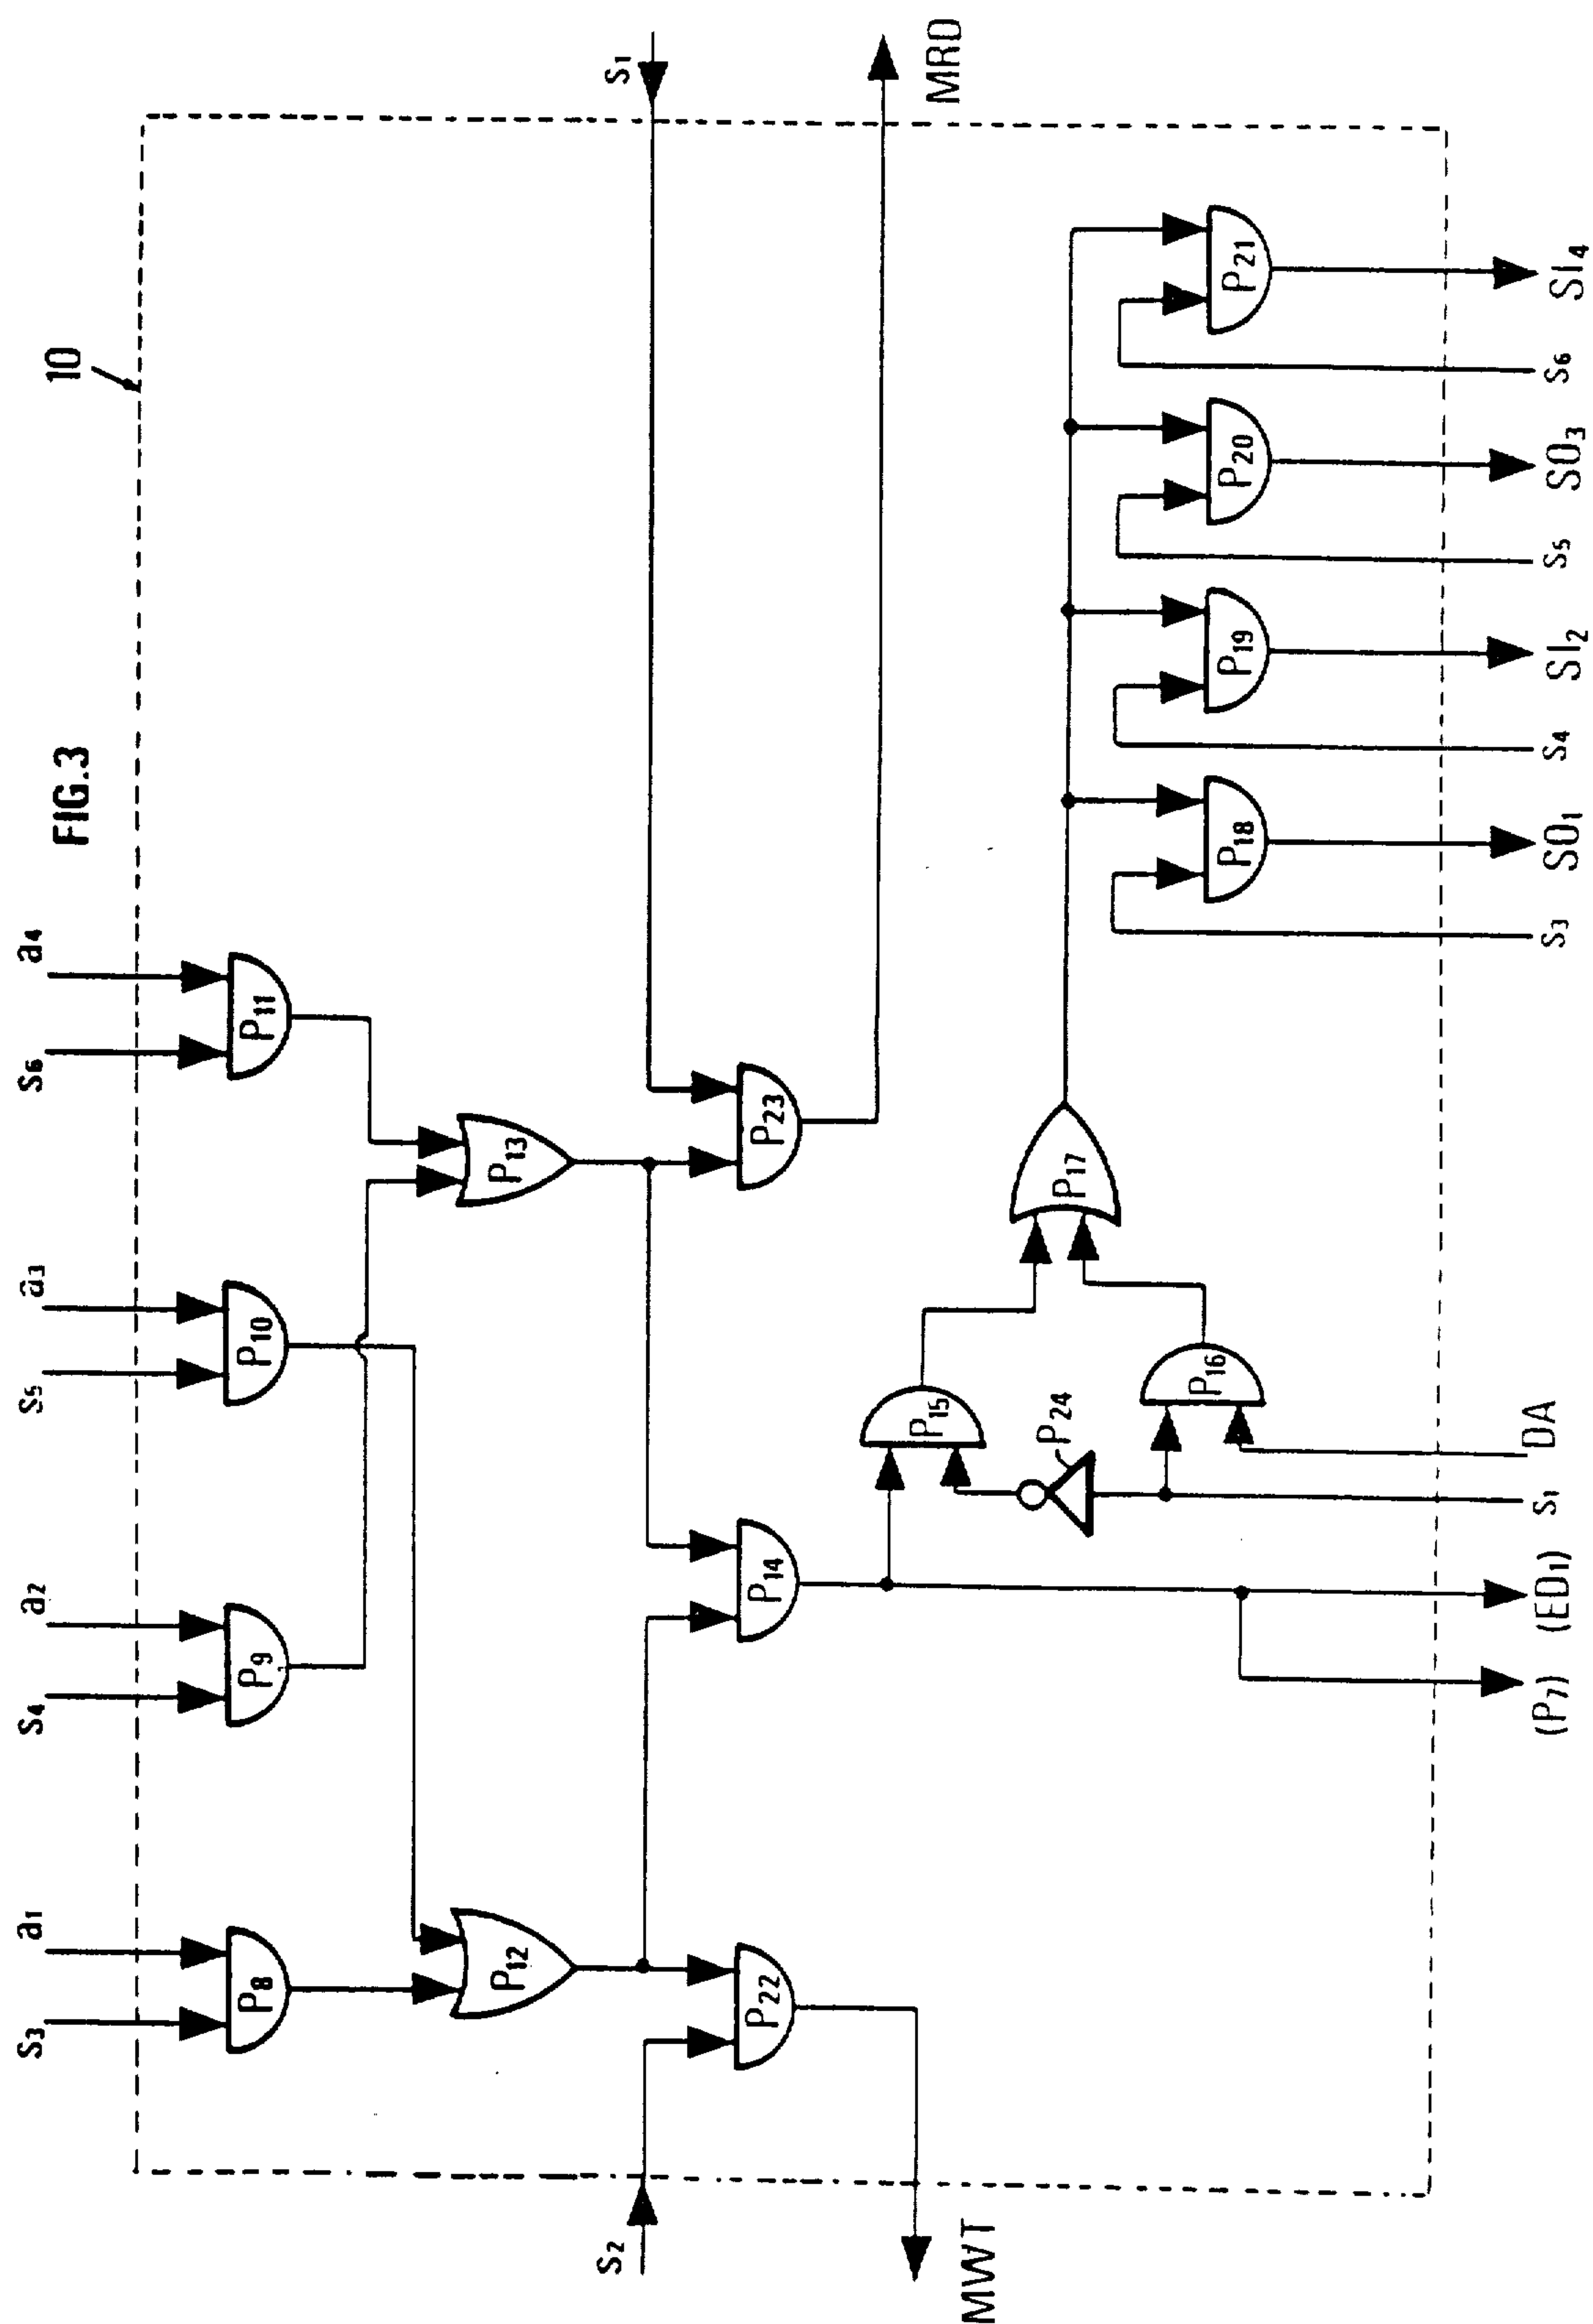 FIG.3
10
s3
a1
s4
a2
s5
a3
s6
a4
P8
P9
P10
P11
P12
P13
s2
s1
P22
P14
P23
MWT
MRD
P15
P24
P16
P17
P18
P19
P20
P21
(P7)
(ED1)
s1
DA
s3
SO1
s4
SI2
s5
SO3
s6
SI4